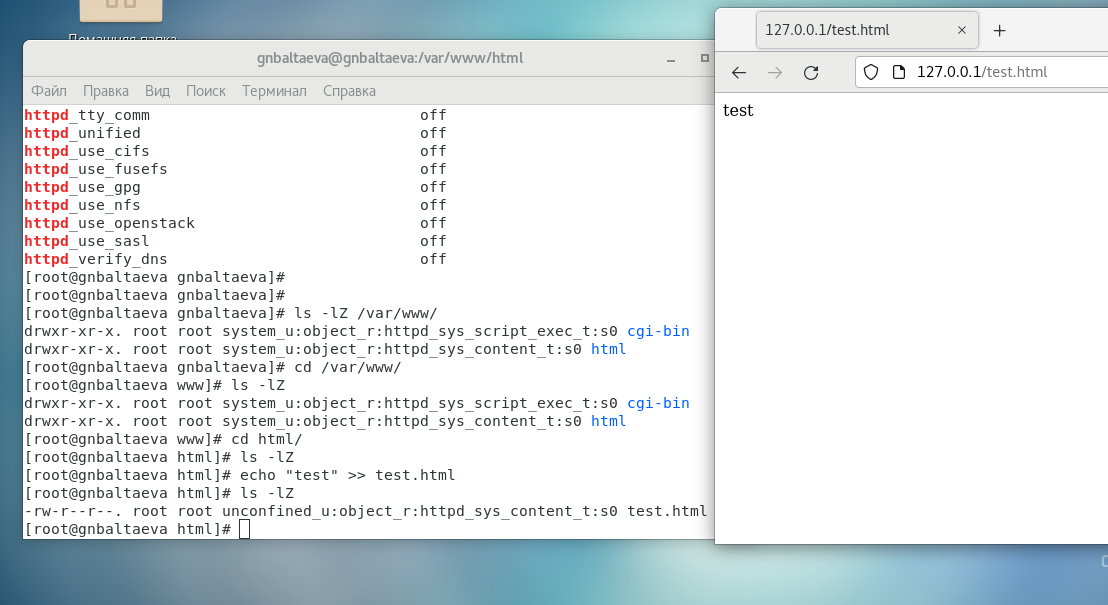 Домашняя папка
gnbaltaeva@gnbaltaeva:/var/www/html
Файл Правка Вид Поиск Терминал Справка
httpd_tty_comm off
httpd_unified off
httpd_use_cifs off
httpd_use_fusefs off
httpd_use_gpg off
httpd_use_nfs off
httpd_use_openstack off
httpd_use_sasl off
httpd_verify_dns off
[root@gnbaltaeva gnbaltaeva]#
[root@gnbaltaeva gnbaltaeva]#
[root@gnbaltaeva gnbaltaeva]# ls -lZ /var/www/
drwxr-xr-x. root root system_u:object_r:httpd_sys_script_exec_t:s0 cgi-bin
drwxr-xr-x. root root system_u:object_r:httpd_sys_content_t:s0 html
[root@gnbaltaeva gnbaltaeva]# cd /var/www/
[root@gnbaltaeva www]# ls -lZ
drwxr-xr-x. root root system_u:object_r:httpd_sys_script_exec_t:s0 cgi-bin
drwxr-xr-x. root root system_u:object_r:httpd_sys_content_t:s0 html
[root@gnbaltaeva www]# cd html/
[root@gnbaltaeva html]# ls -lZ
[root@gnbaltaeva html]# echo "test" >> test.html
[root@gnbaltaeva html]# ls -lZ
-rw-r--r--. root root unconfined_u:object_r:httpd_sys_content_t:s0 test.html
[root@gnbaltaeva html]#
127.0.0.1/test.html
127.0.0.1/test.html
test